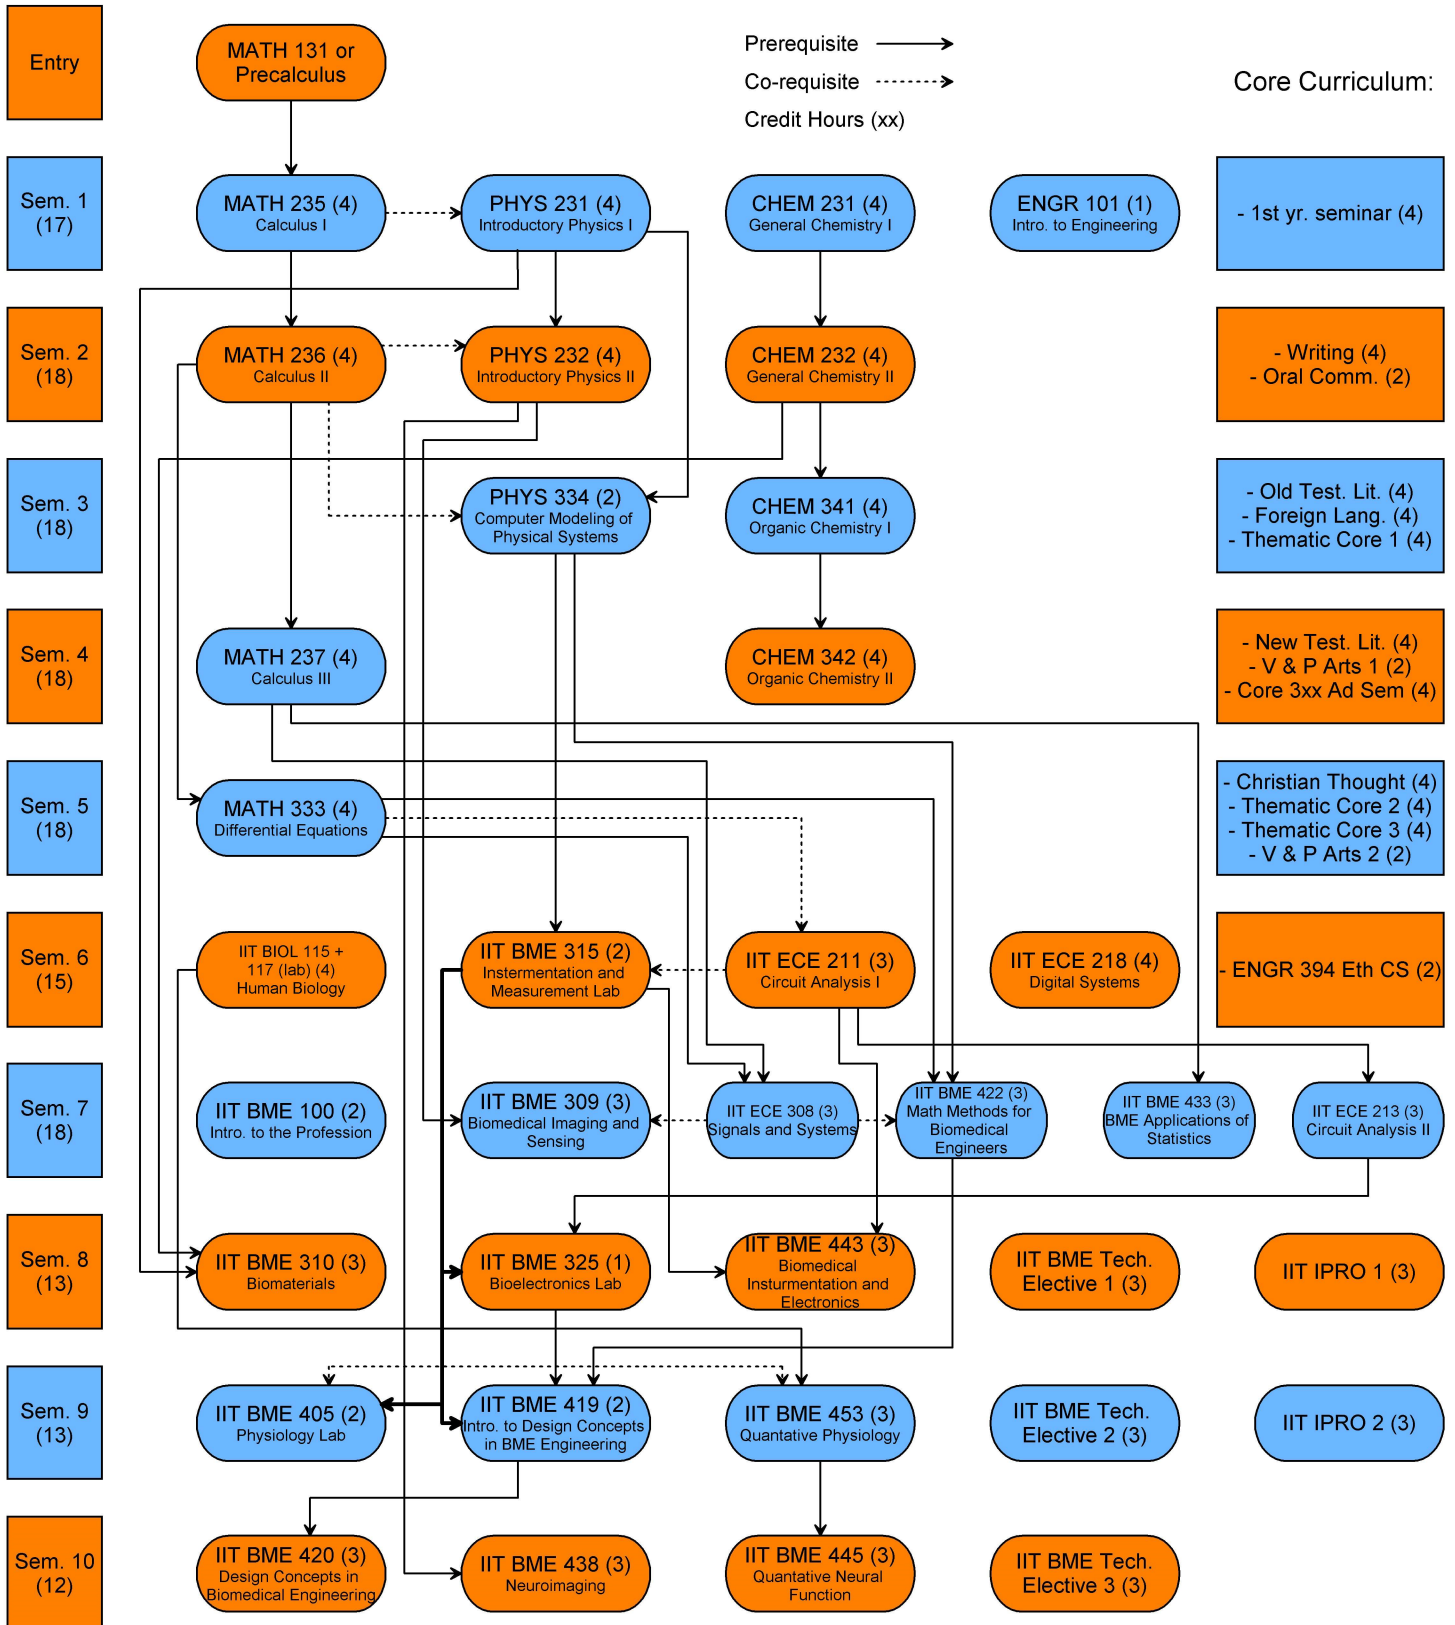 Entry
MATH 131 or
Precalculus
Prerequisite
Co-requisite
Credit Hours (xx)
Core Curriculum:
Sem. 1
(17)
MATH 235 (4)
Calculus I
PHYS 231 (4)
Introductory Physics I
CHEM 231 (4)
General Chemistry I
ENGR 101 (1)
Intro. to Engineering
- 1st yr. seminar (4)
Sem. 2
(18)
MATH 236 (4)
Calculus II
PHYS 232 (4)
Introductory Physics II
CHEM 232 (4)
General Chemistry II
- Writing (4)
- Oral Comm. (2)
Sem. 3
(18)
PHYS 334 (2)
Computer Modeling of
Physical Systems
CHEM 341 (4)
Organic Chemistry I
- Old Test. Lit. (4)
- Foreign Lang. (4)
- Thematic Core 1 (4)
Sem. 4
(18)
MATH 237 (4)
Calculus III
CHEM 342 (4)
Organic Chemistry II
- New Test. Lit. (4)
- V & P Arts 1 (2)
- Core 3xx Ad Sem (4)
Sem. 5
(18)
MATH 333 (4)
Differential Equations
- Christian Thought (4)
- Thematic Core 2 (4)
- Thematic Core 3 (4)
- V & P Arts 2 (2)
Sem. 6
(15)
IIT BIOL 115 +
117 (lab) (4)
Human Biology
IIT BME 315 (2)
Instermentation and
Measurement Lab
IIT ECE 211 (3)
Circuit Analysis I
IIT ECE 218 (4)
Digital Systems
- ENGR 394 Eth CS (2)
Sem. 7
(18)
IIT BME 100 (2)
Intro. to the Profession
IIT BME 309 (3)
Biomedical Imaging and
Sensing
IIT ECE 308 (3)
Signals and Systems
IIT BME 422 (3)
Math Methods for
Biomedical
Engineers
IIT BME 433 (3)
BME Applications of
Statistics
IIT ECE 213 (3)
Circuit Analysis II
Sem. 8
(13)
IIT BME 310 (3)
Biomaterials
IIT BME 325 (1)
Bioelectronics Lab
IIT BME 443 (3)
Biomedical
Insturmentation and
Electronics
IIT BME Tech.
Elective 1 (3)
IIT IPRO 1 (3)
Sem. 9
(13)
IIT BME 405 (2)
Physiology Lab
IIT BME 419 (2)
Intro. to Design Concepts
in BME Engineering
IIT BME 453 (3)
Quantative Physiology
IIT BME Tech.
Elective 2 (3)
IIT IPRO 2 (3)
Sem. 10
(12)
IIT BME 420 (3)
Design Concepts in
Biomedical Engineering
IIT BME 438 (3)
Neuroimaging
IIT BME 445 (3)
Quantative Neural
Function
IIT BME Tech.
Elective 3 (3)